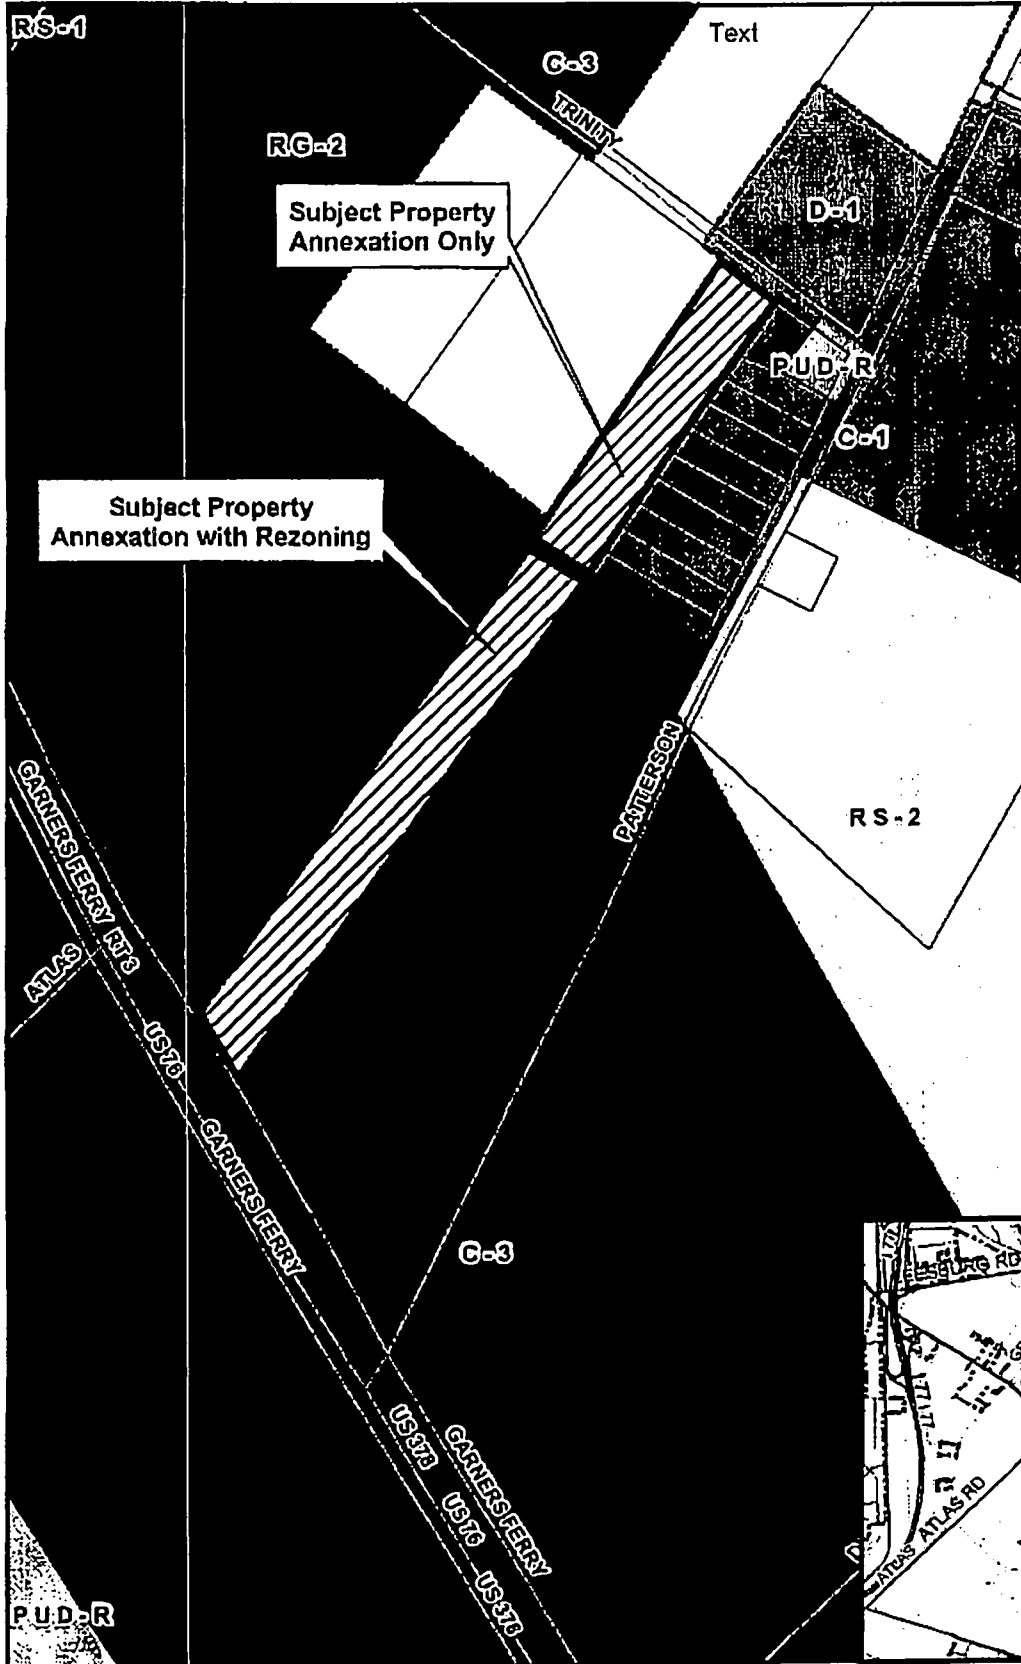 RS-1
Text
C-3
TRINITY
RG-2
Subject Property
Annexation Only
D-1
PUD-R
C-1
Subject Property
Annexation with Rezoning
PATTERSON
RS-2
GARNERS FERRY RT 3
ATLAS
US 76
GARNERS FERRY
C-3
US 378
GARNERS FERRY
US 76
US 378
PUD-R
RD
I-77
I-77
ATLAS
ATLAS RD